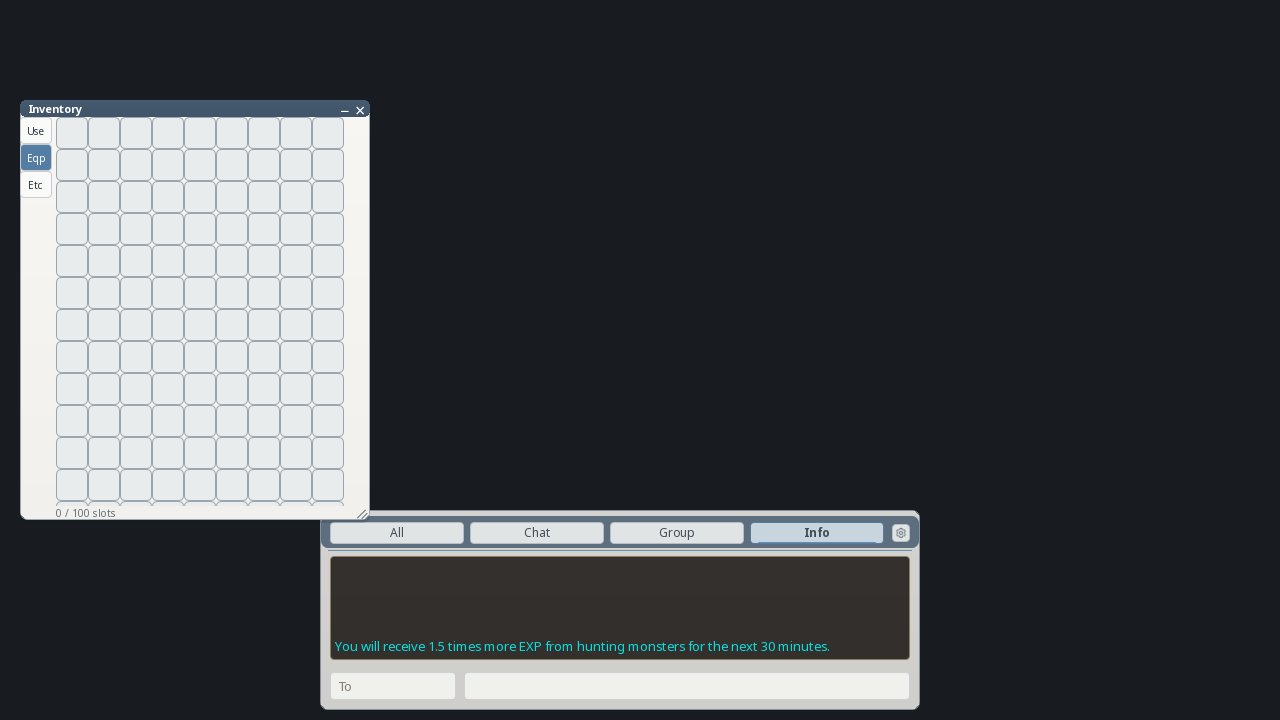 Inventory
Use
Eqp
Etc
0 / 100 slots
All
Chat
Group
Info
You will receive 1.5 times more EXP from hunting monsters for the next 30 minutes.
To